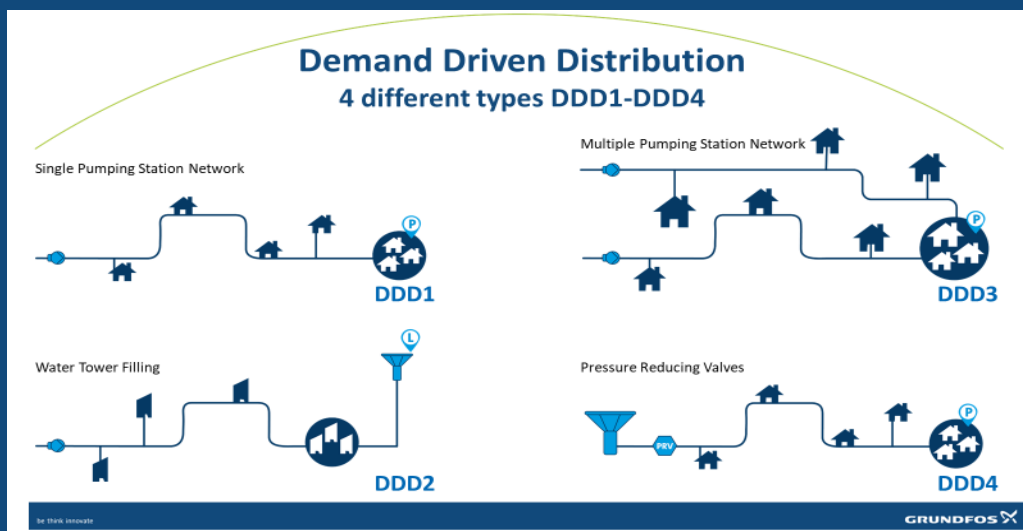 Demand Driven Distribution
4 different types DDD1-DDD4
Single Pumping Station Network
P
DDD1
Multiple Pumping Station Network
P
DDD3
Water Tower Filling
L
DDD2
Pressure Reducing Valves
PRV
P
DDD4
be think innovate
GRUNDFOS